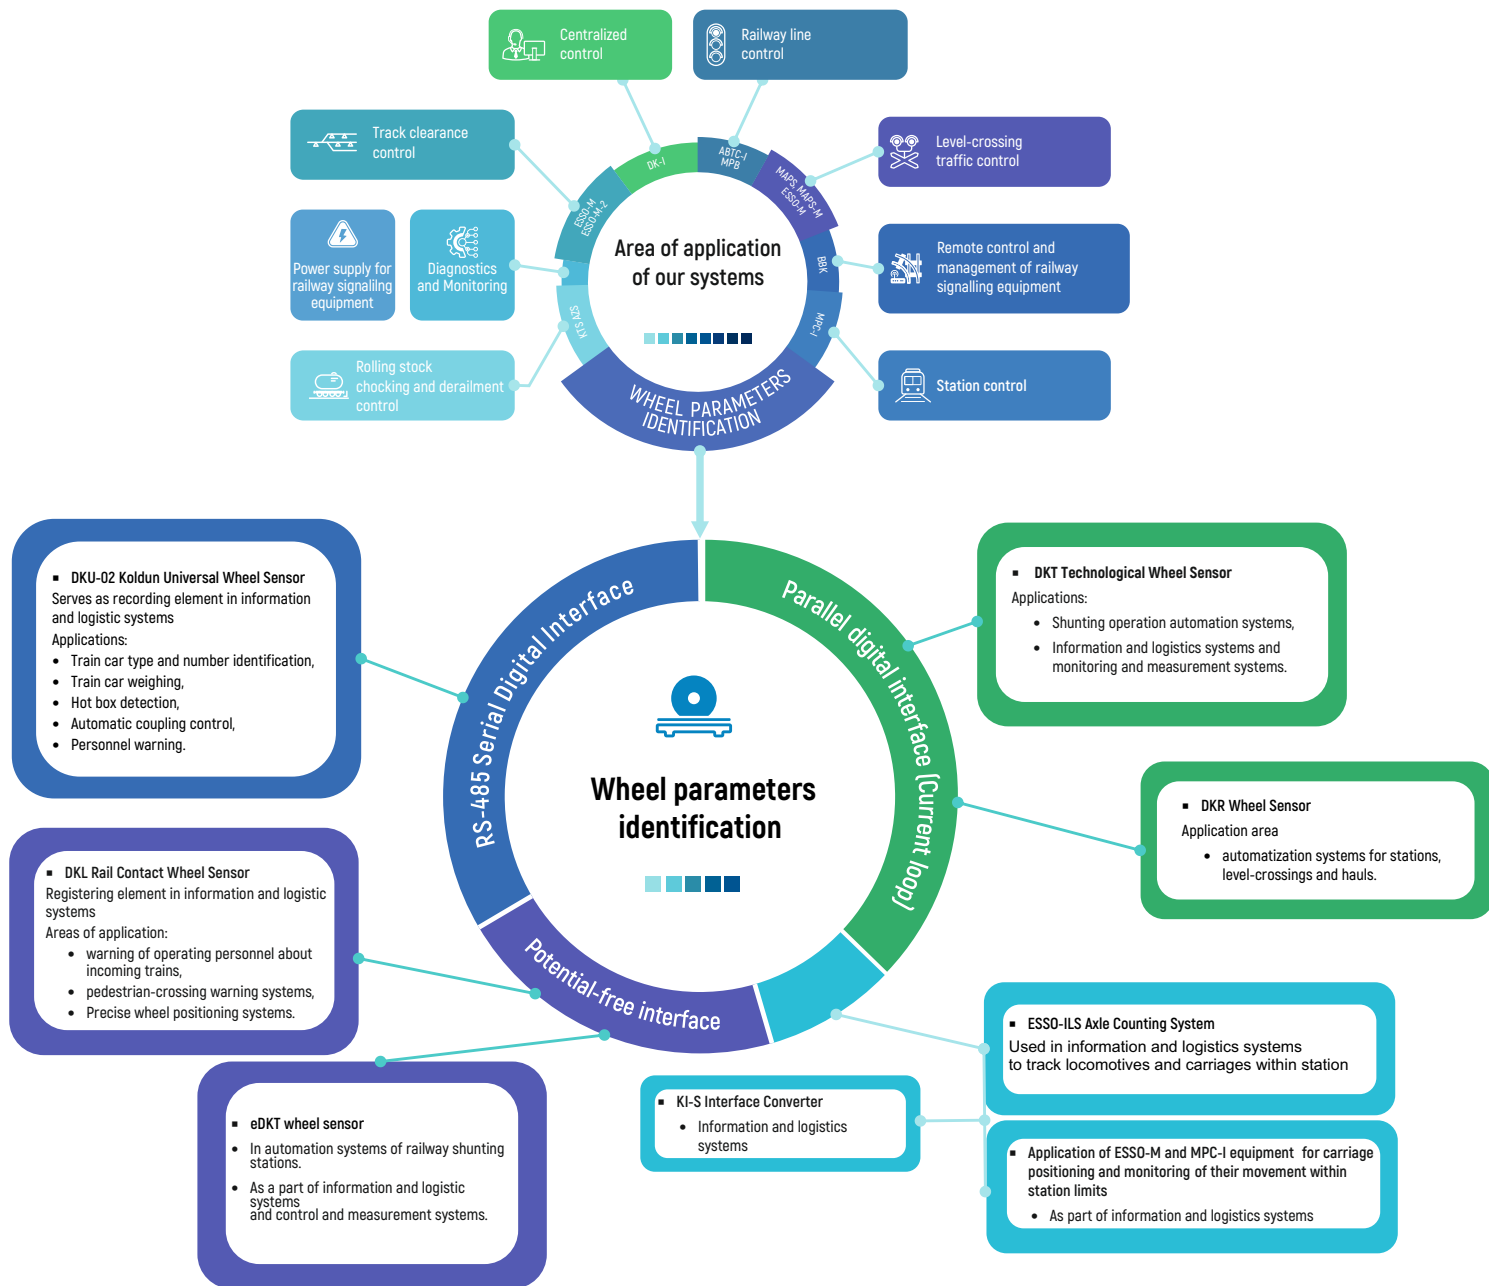 Centralized
control
Railway line
control
Track clearance
control
Level-crossing
traffic control
Power supply for
railway signalilng
equipment
Diagnostics
and Monitoring
Remote control and
management of railway
signalling equipment
Rolling stock
chocking and derailment
control
Station control
DK-I
ABTC-I
MPB
MAPS, MAPS-M
ESSO-M
ESSO-M
ESSO-M-2
BBK
MPC-I
KTS AZS
Area of application
of our systems
WHEEL PARAMETERS
IDENTIFICATION
DKU-02 Koldun Universal Wheel Sensor
Serves as recording element in information
and logistic systems
Applications:
• Train car type and number identification,
• Train car weighing,
• Hot box detection,
• Automatic coupling control,
• Personnel warning.
DKT Technological Wheel Sensor
Applications:
• Shunting operation automation systems,
• Information and logistics systems and
monitoring and measurement systems.
RS-485 Serial Digital Interface
Parallel digital interface (Current loop)
Wheel parameters
identification
DKR Wheel Sensor
Application area
• automatization systems for stations,
level-crossings and hauls.
DKL Rail Contact Wheel Sensor
Registering element in information and logistic
systems
Areas of application:
• warning of operating personnel about
incoming trains,
• pedestrian-crossing warning systems,
• Precise wheel positioning systems.
Potential-free interface
ESSO-ILS Axle Counting System
Used in information and logistics systems
to track locomotives and carriages within station
KI-S Interface Converter
• Information and logistics
systems
eDKT wheel sensor
• In automation systems of railway shunting
stations.
• As a part of information and logistic
systems
and control and measurement systems.
Application of ESSO-M and MPC-I equipment for carriage
positioning and monitoring of their movement within
station limits
• As part of information and logistics systems